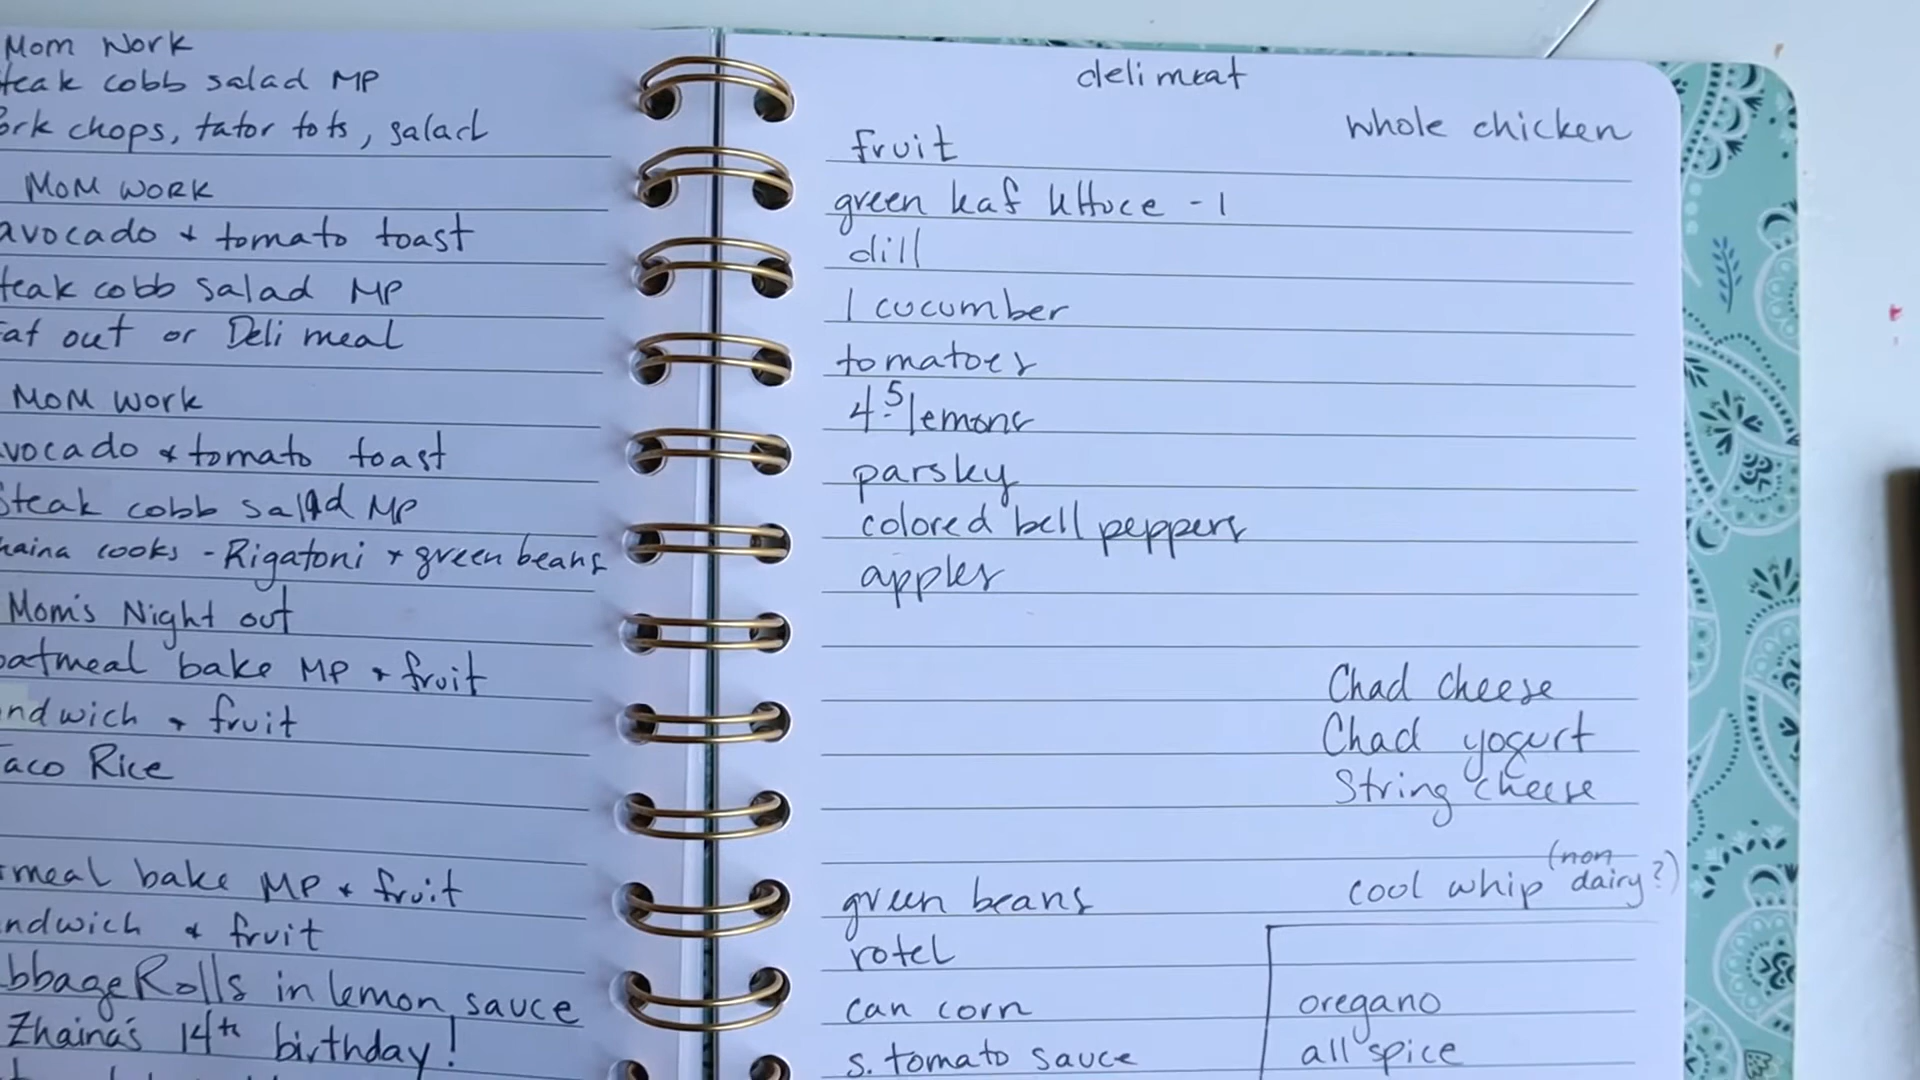 Mom Work
teak cobb salad MP
ork chops, tator tots, salad
MOM WORK
avocado + tomato toast
teak cobb salad MP
at out or Deli meal
MOM WORK
vocado + tomato toast
Steak cobb salad MP
haina cooks - Rigatoni + green beans
Mom's Night out
oatmeal bake MP + fruit
ndwich + fruit
aco Rice
meal bake MP + fruit
ndwich + fruit
bbage Rolls in lemon sauce
Zhaina's 14th birthday!
deli meat
whole chicken
fruit
green leaf lettuce - 1
dill
1 cucumber
tomatoes
4-5 lemons
parsley
colored bell peppers
apples
Chad cheese
Chad yogurt
String cheese
cool whip (non dairy?)
green beans
rotel
can corn
s. tomato sauce
oregano
all spice